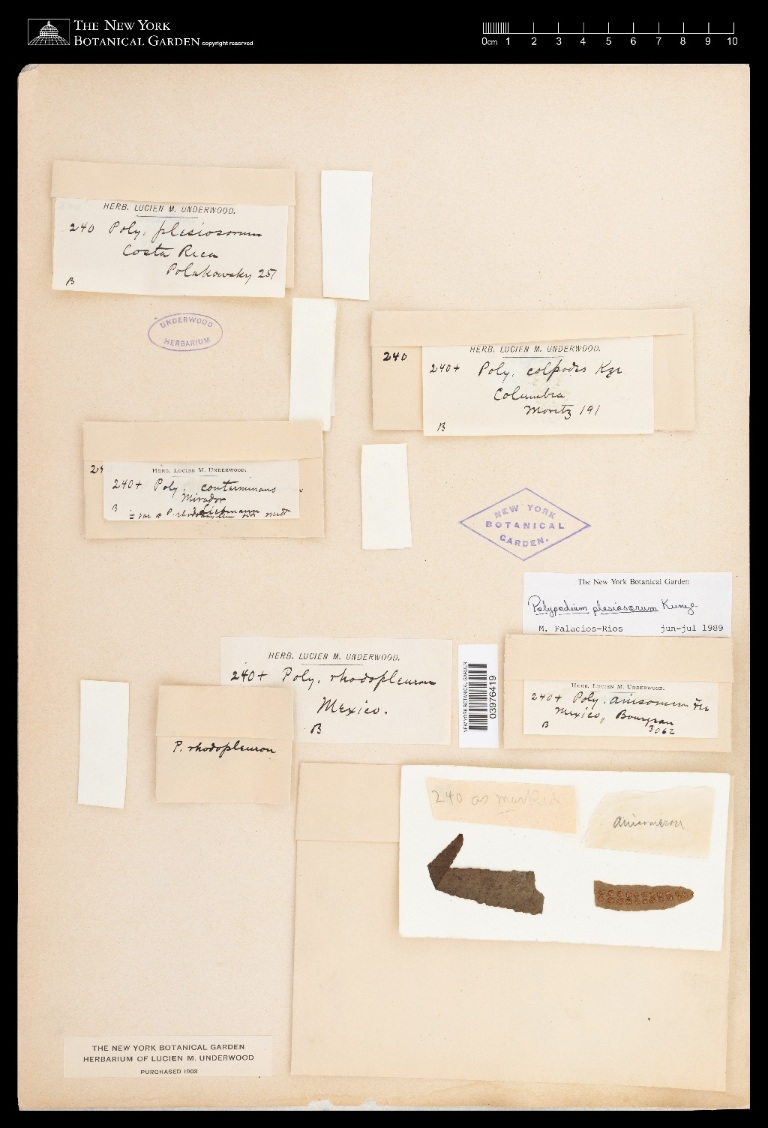 THE NEW YORK
BOTANICAL GARDEN copyright reserved
0cm 1 2 3 4 5 6 7 8 9 10
HERB. LUCIEN M. UNDERWOOD.
240 Poly. plesiosorum
Costa Rica
Polakowsky 257
B
UNDERWOOD
HERBARIUM
240
HERB. LUCIEN M. UNDERWOOD.
240+ Poly. colpodes Kze
Columbia
Moritz 191
B
24
HERB. LUCIEN M. UNDERWOOD.
240+ Poly. conterminans
Mirador
B Liebmann
= var
NEW YORK
BOTANICAL
GARDEN.
The New York Botanical Garden
Polypodium plesiosorum Kunze
M. Palacios-Rios jun-jul 1989
HERB. LUCIEN M. UNDERWOOD.
240+ Poly. rhodopleuron
Mexico.
B
NEW YORK BOTANICAL GARDEN
03976419
HERB. LUCIEN M. UNDERWOOD.
240+ Poly. anisomeron Fée
Mexico, Bourgeau
B 3062
P. rhodopleuron
240 as
anisomeron
THE NEW YORK BOTANICAL GARDEN
HERBARIUM OF LUCIEN M. UNDERWOOD
PURCHASED 1908